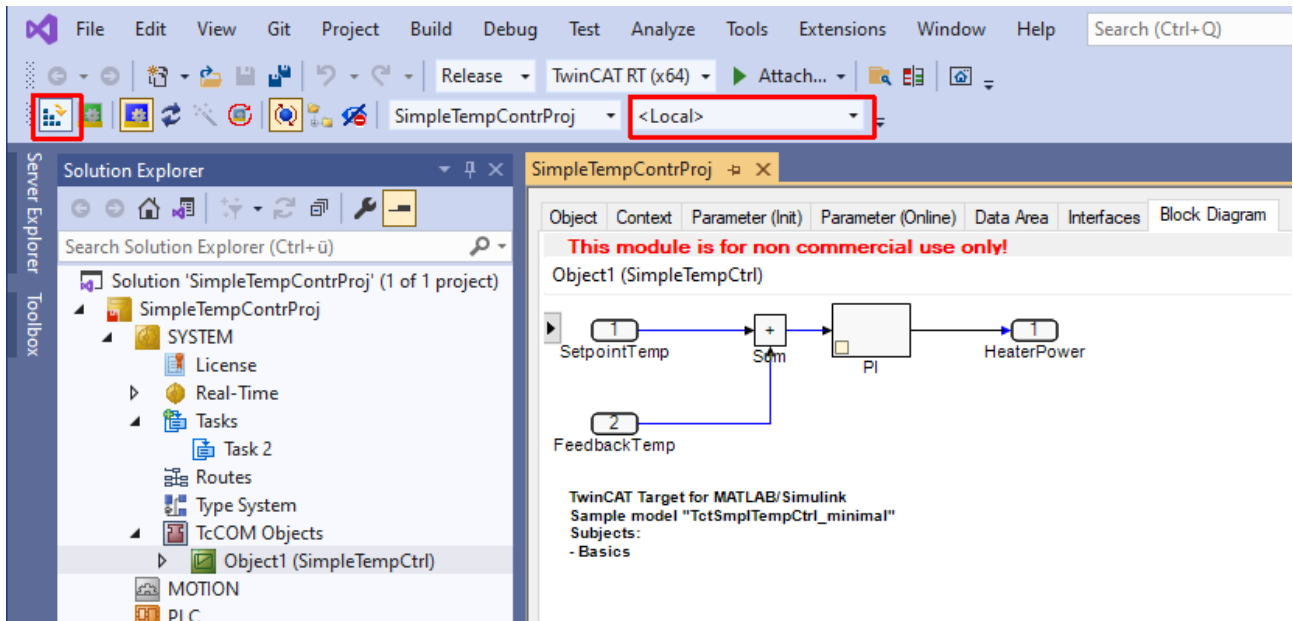 File Edit View Git Project Build Debug Test Analyze Tools Extensions Window Help Search (Ctrl+Q)
Release TwinCAT RT (x64) Attach...
SimpleTempContrProj <Local>
Server Explorer
Toolbox
Solution Explorer
Search Solution Explorer (Ctrl+ü)
Solution 'SimpleTempContrProj' (1 of 1 project)
SimpleTempContrProj
SYSTEM
License
Real-Time
Tasks
Task 2
Routes
Type System
TcCOM Objects
Object1 (SimpleTempCtrl)
MOTION
PLC
SimpleTempContrProj
Object Context Parameter (Init) Parameter (Online) Data Area Interfaces Block Diagram
This module is for non commercial use only!
Object1 (SimpleTempCtrl)
1 + 1
SetpointTemp Sum PI HeaterPower
2
FeedbackTemp
TwinCAT Target for MATLAB/Simulink
Sample model "TctSmplTempCtrl_minimal"
Subjects:
- Basics